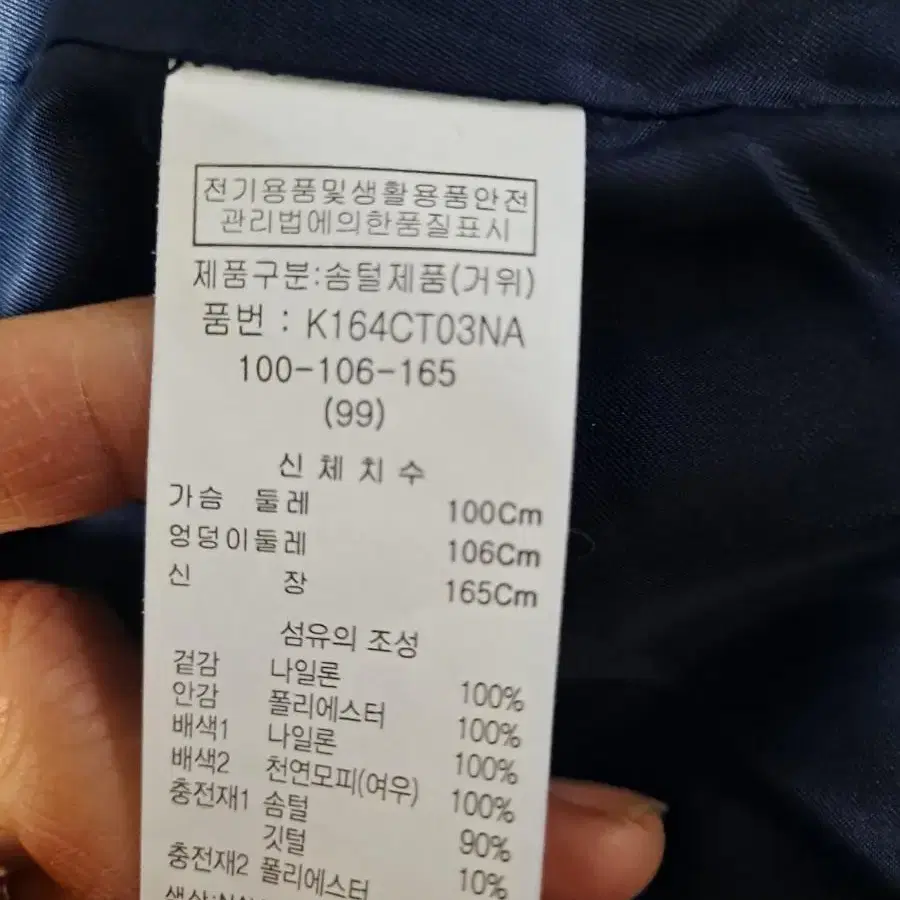 전기용품및생활용품안전
관리법에의한품질표시
제품구분:솜털제품(거위)
품번 : K164CT03NA
100-106-165
(99)
신 체 치 수
가슴 둘레 100Cm
엉덩이둘레 106Cm
신 장 165Cm
섬유의 조성
겉감 나일론 100%
안감 폴리에스터 100%
배색1 나일론 100%
배색2 천연모피(여우) 100%
충전재1 솜털 90%
깃털 10%
충전재2 폴리에스터